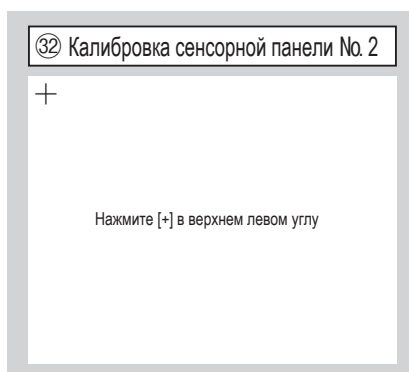 ㉜ Калибровка сенсорной панели No. 2
+
Нажмите [+] в верхнем левом углу